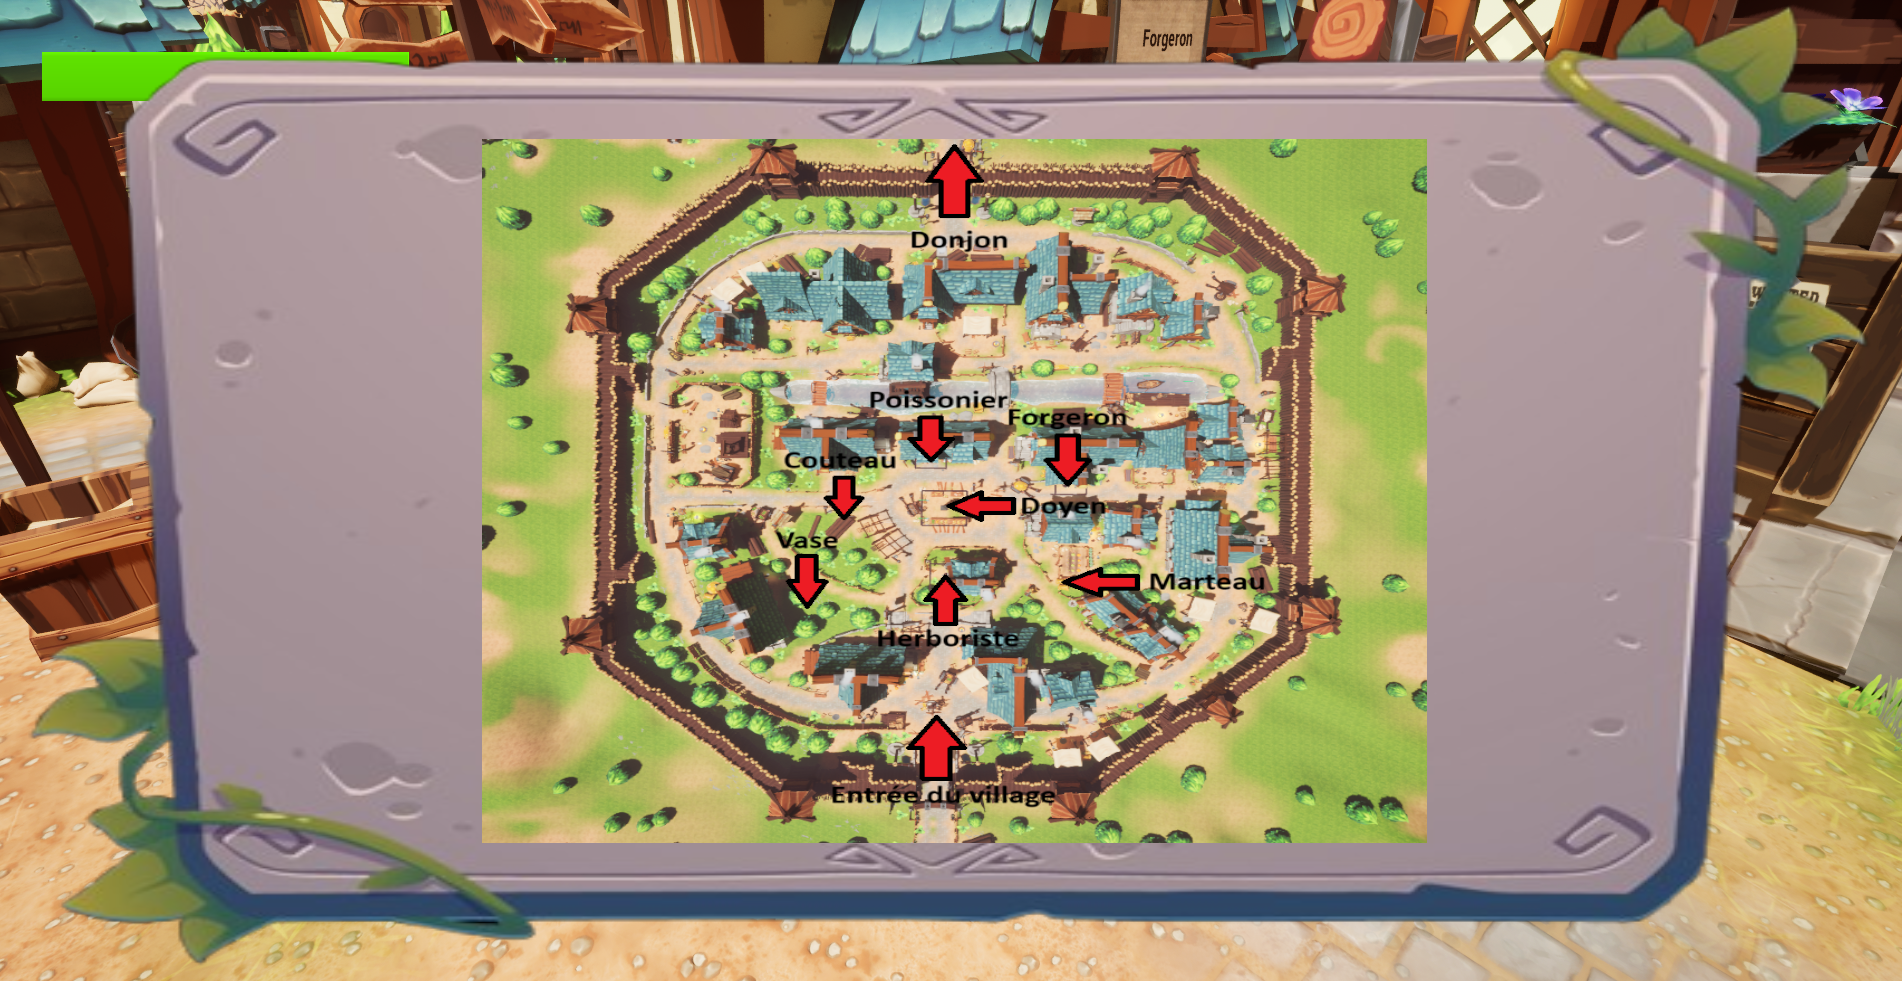 Forgeron
Donjon
Poissonier
Forgeron
Couteau
Doyen
Vase
Marteau
Herboriste
Entrée du village